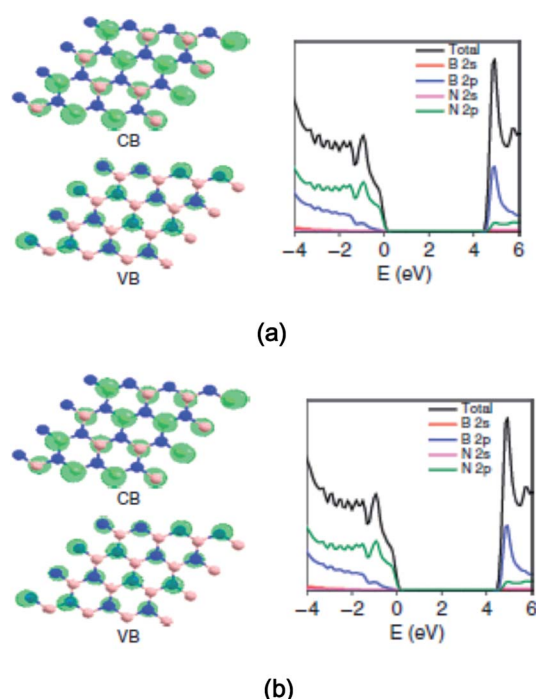 CB
VB
Total
B 2s
B 2p
N 2s
N 2p
−4 −2 0 2 4 6
E (eV)
(a)
CB
VB
Total
B 2s
B 2p
N 2s
N 2p
−4 −2 0 2 4 6
E (eV)
(b)